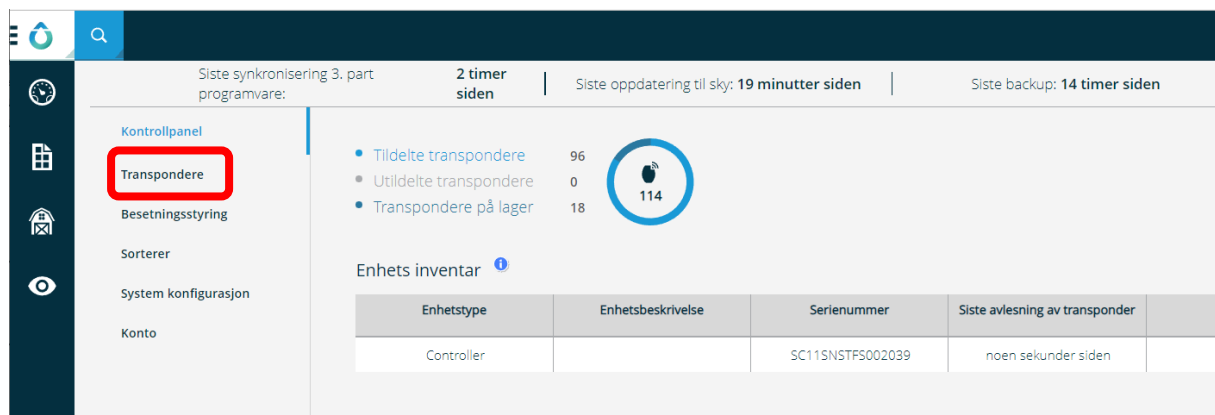 Siste synkronisering 3. part
programvare:
2 timer
siden
Siste oppdatering til sky: 19 minutter siden
Siste backup: 14 timer siden
Kontrollpanel
Transpondere
Besetningsstyring
Sorterer
System konfigurasjon
Konto
Tildelte transpondere 96
Utildelte transpondere 0
Transpondere på lager 18
114
Enhets inventar i
Enhetstype Enhetsbeskrivelse Serienummer Siste avlesning av transponder
Controller SC11SNSTFS002039 noen sekunder siden